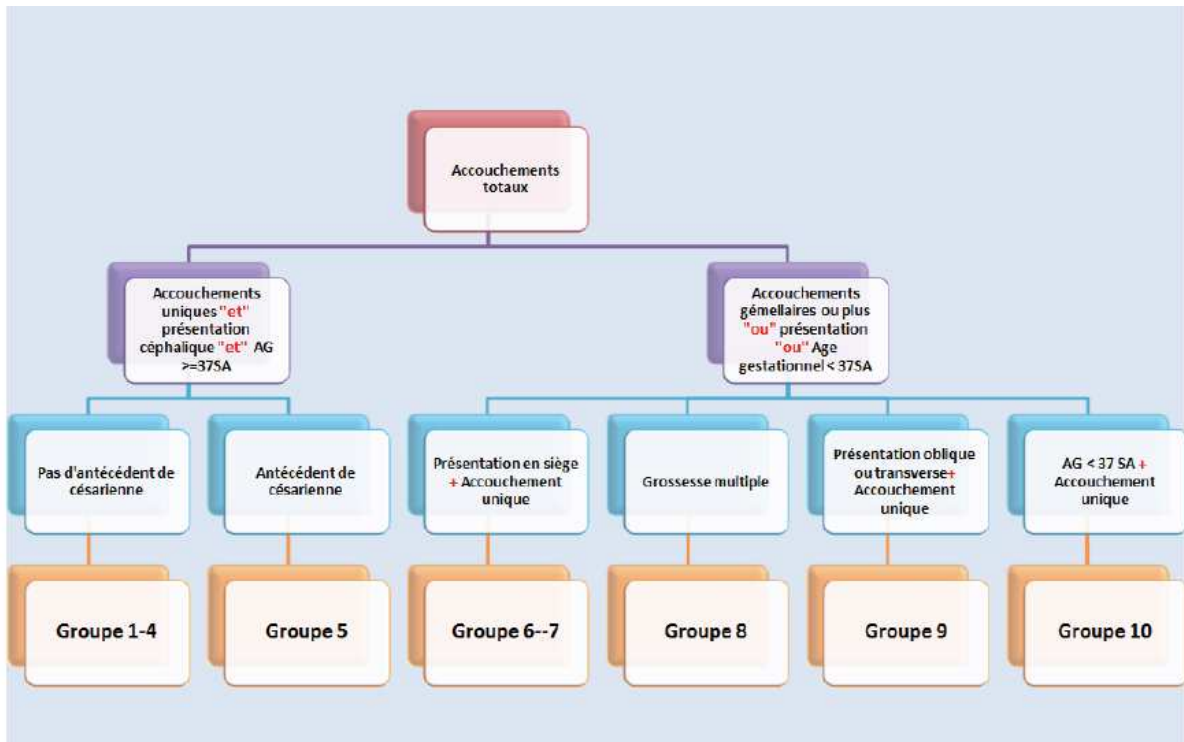 Accouchements
totaux
Accouchements
uniques "et"
présentation
céphalique "et" AG
>=37SA
Accouchements
gémellaires ou plus
"ou" présentation
"ou" Age
gestationnel < 37SA
Pas d'antécédent de
césarienne
Antécédent de
césarienne
Présentation en siège
+ Accouchement
unique
Grossesse multiple
Présentation oblique
ou transverse+
Accouchement
unique
AG < 37 SA +
Accouchement
unique
Groupe 1-4
Groupe 5
Groupe 6--7
Groupe 8
Groupe 9
Groupe 10